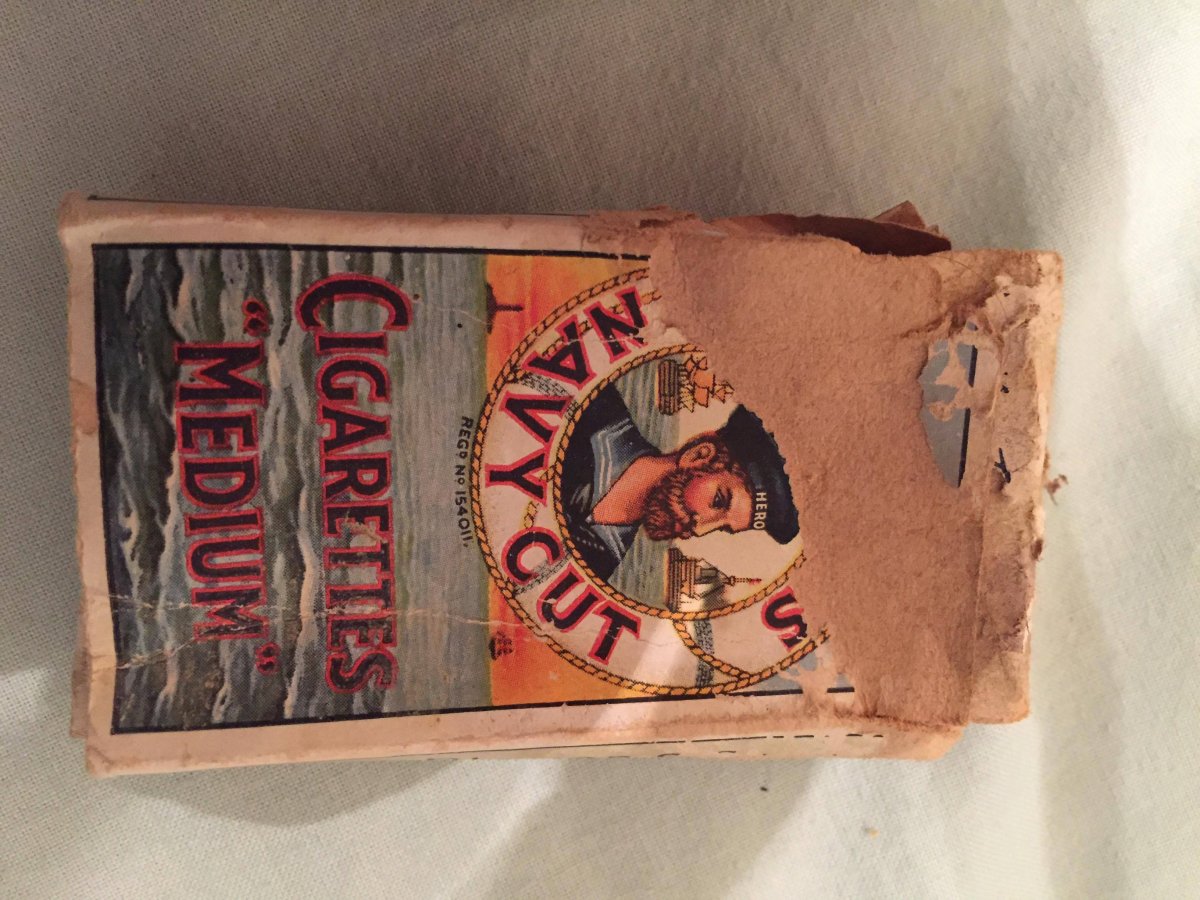 S
NAVY CUT
HERO
REGD No 154011.
CIGARETTES
"MEDIUM"